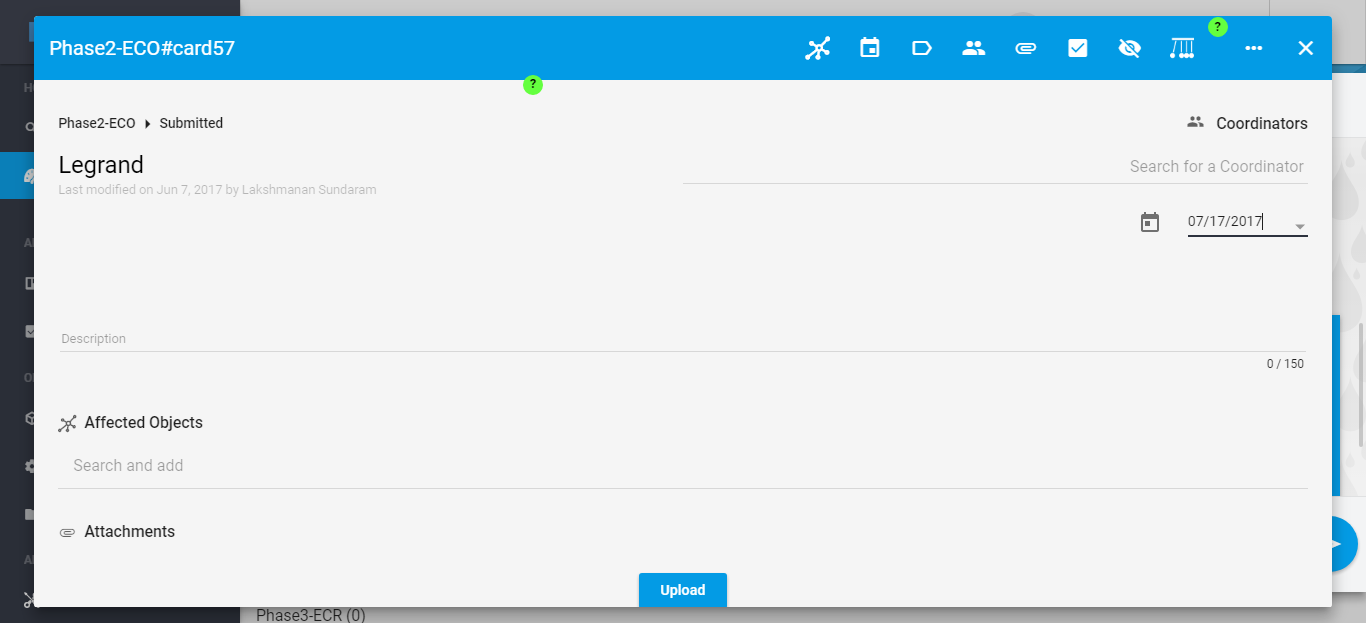 Phase2-ECO#card57
?
?
Phase2-ECO Submitted
Coordinators
Legrand
Search for a Coordinator
Last modified on Jun 7, 2017 by Lakshmanan Sundaram
07/17/2017
Description
0 / 150
Affected Objects
Search and add
Attachments
Upload
Phase3-ECR (0)